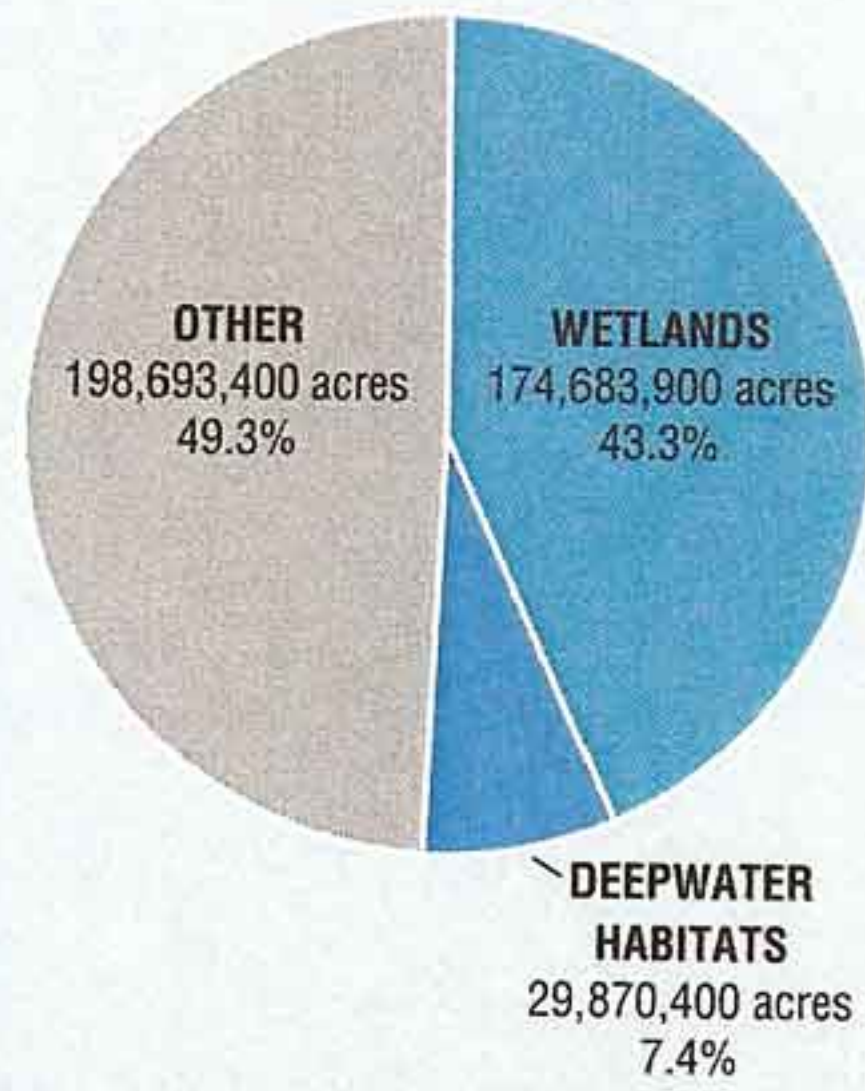 OTHER
198,693,400 acres
49.3%
WETLANDS
174,683,900 acres
43.3%
DEEPWATER
HABITATS
29,870,400 acres
7.4%